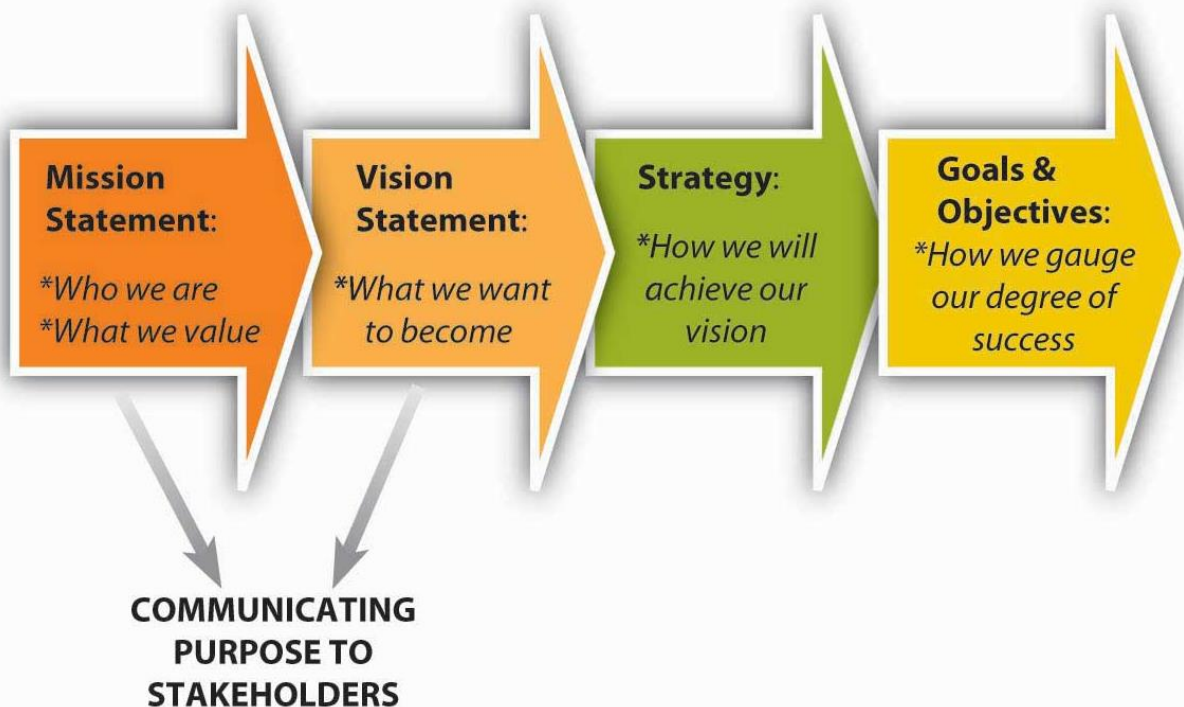 Mission
Statement:
*Who we are
*What we value
Vision
Statement:
*What we want
to become
Strategy:
*How we will
achieve our
vision
Goals &
Objectives:
*How we gauge
our degree of
success
COMMUNICATING
PURPOSE TO
STAKEHOLDERS